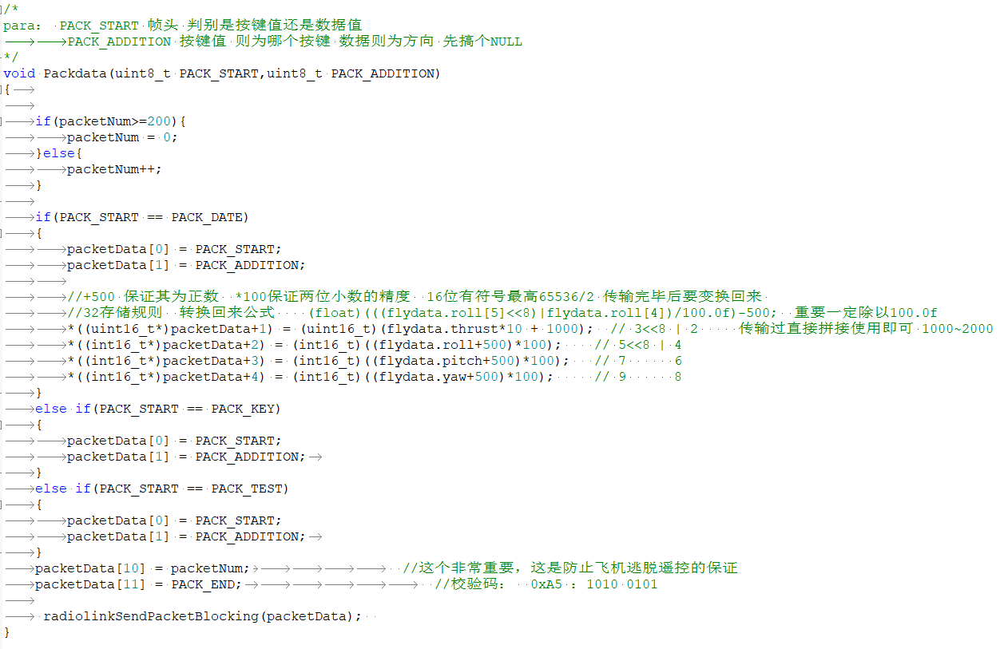 /*
para: PACK_START 帧头 判别是按键值还是数据值
PACK_ADDITION 按键值 则为哪个按键 数据则为方向 先搞个NULL
*/
void Packdata(uint8_t PACK_START,uint8_t PACK_ADDITION)
{
if(packetNum>=200){
packetNum = 0;
}else{
packetNum++;
}
if(PACK_START == PACK_DATE)
{
packetData[0] = PACK_START;
packetData[1] = PACK_ADDITION;
//+500 保证其为正数 *100保证两位小数的精度 16位有符号最高65536/2 传输完毕后要变换回来
//32存储规则 转换回来公式 (float)(((flydata.roll[5]<<8)|flydata.roll[4])/100.0f)-500; 重要一定除以100.0f
*((uint16_t*)packetData+1) = (uint16_t)(flydata.thrust*10 + 1000); // 3<<8 | 2 传输过直接拼接使用即可 1000~2000
*((int16_t*)packetData+2) = (int16_t)((flydata.roll+500)*100); // 5<<8 | 4
*((int16_t*)packetData+3) = (int16_t)((flydata.pitch+500)*100); // 7 6
*((int16_t*)packetData+4) = (int16_t)((flydata.yaw+500)*100); // 9 8
}
else if(PACK_START == PACK_KEY)
{
packetData[0] = PACK_START;
packetData[1] = PACK_ADDITION;
}
else if(PACK_START == PACK_TEST)
{
packetData[0] = PACK_START;
packetData[1] = PACK_ADDITION;
}
packetData[10] = packetNum; //这个非常重要，这是防止飞机逃脱遥控的保证
packetData[11] = PACK_END; //校验码： 0xA5 : 1010 0101
radiolinkSendPacketBlocking(packetData);
}